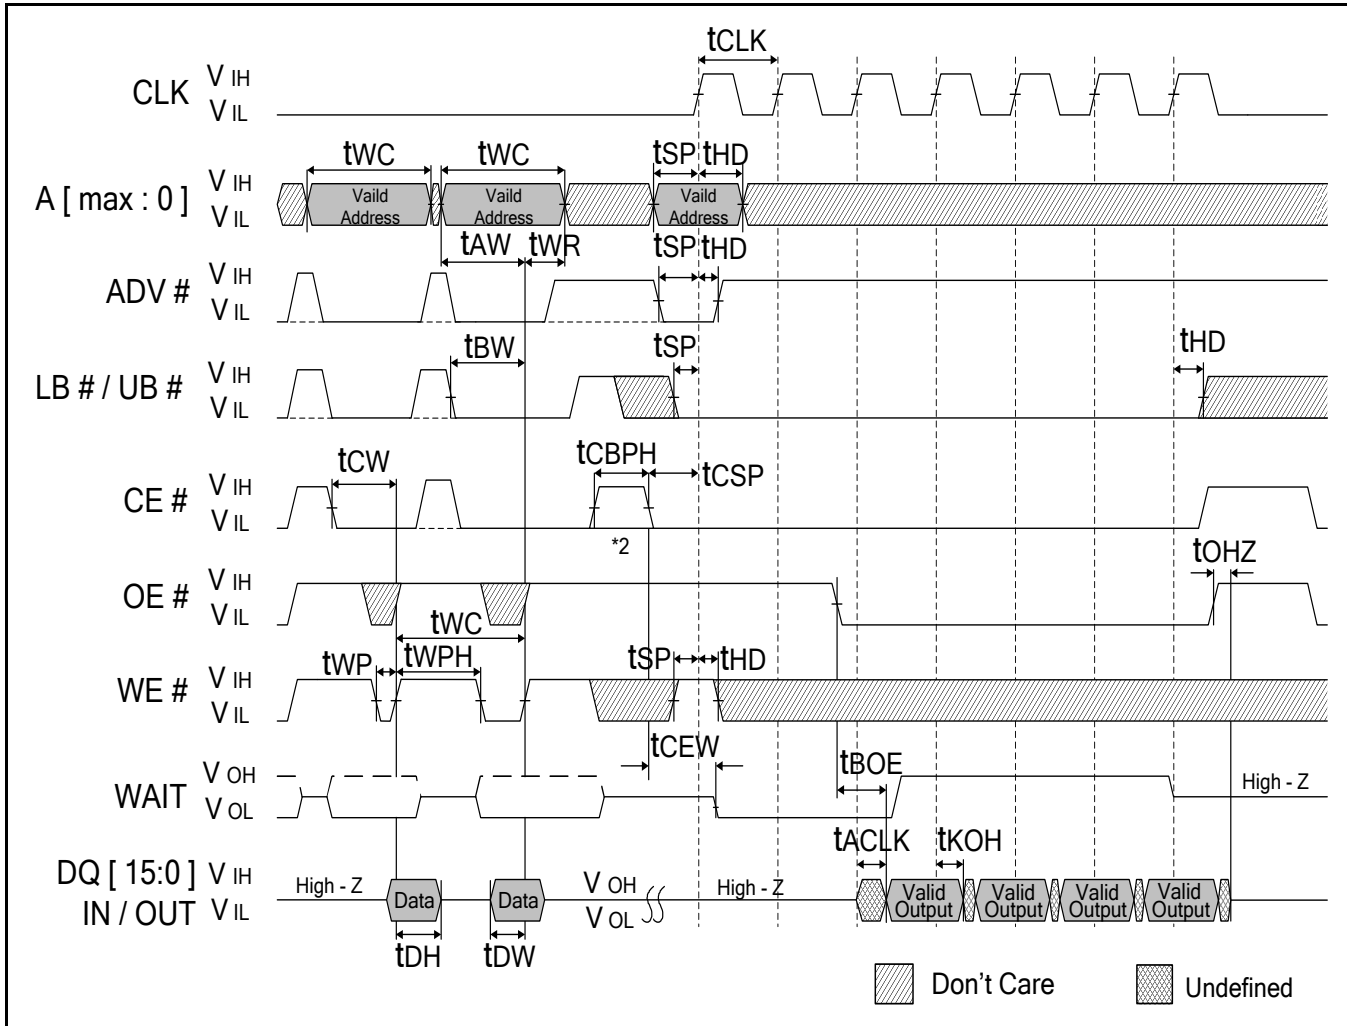 tCLK
CLK
V IH
V IL
tWC tWC tSP tHD
A [ max : 0 ]
V IH
V IL
Vaild Address
Vaild Address
Vaild Address
tAW tWR tSP tHD
ADV #
V IH
V IL
tBW tSP tHD
LB # / UB #
V IH
V IL
tCW tCBPH tCSP
CE #
V IH
V IL
*2
tOHZ
OE #
V IH
V IL
tWC
tWP tWPH tSP tHD
WE #
V IH
V IL
tCEW tBOE
WAIT
V OH
V OL
High - Z
tACLK tKOH
DQ [ 15:0 ]
IN / OUT
V IH
V IL
High - Z
Data
Data
V OH
V OL
High - Z
Valid Output
Valid Output
Valid Output
Valid Output
tDH tDW
Don't Care
Undefined